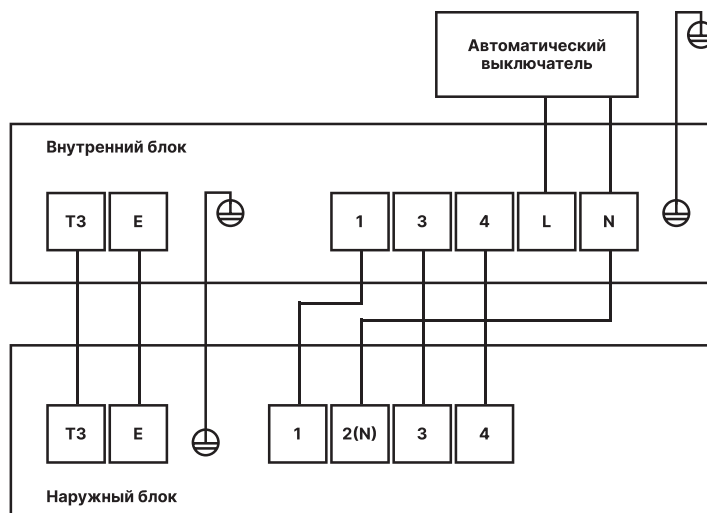 Автоматический
выключатель
Внутренний блок
T3 E 1 3 4 L N
T3 E 1 2(N) 3 4
Наружный блок